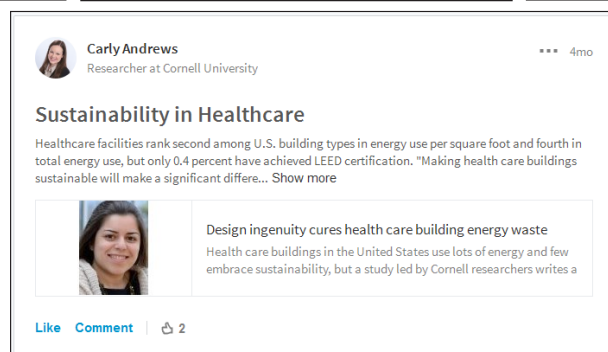 Carly Andrews
4mo
Researcher at Cornell University
Sustainability in Healthcare
Healthcare facilities rank second among U.S. building types in energy use per square foot and fourth in
total energy use, but only 0.4 percent have achieved LEED certification. "Making health care buildings
sustainable will make a significant differe... Show more
Design ingenuity cures health care building energy waste
Health care buildings in the United States use lots of energy and few
embrace sustainability, but a study led by Cornell researchers writes a
Like Comment 2